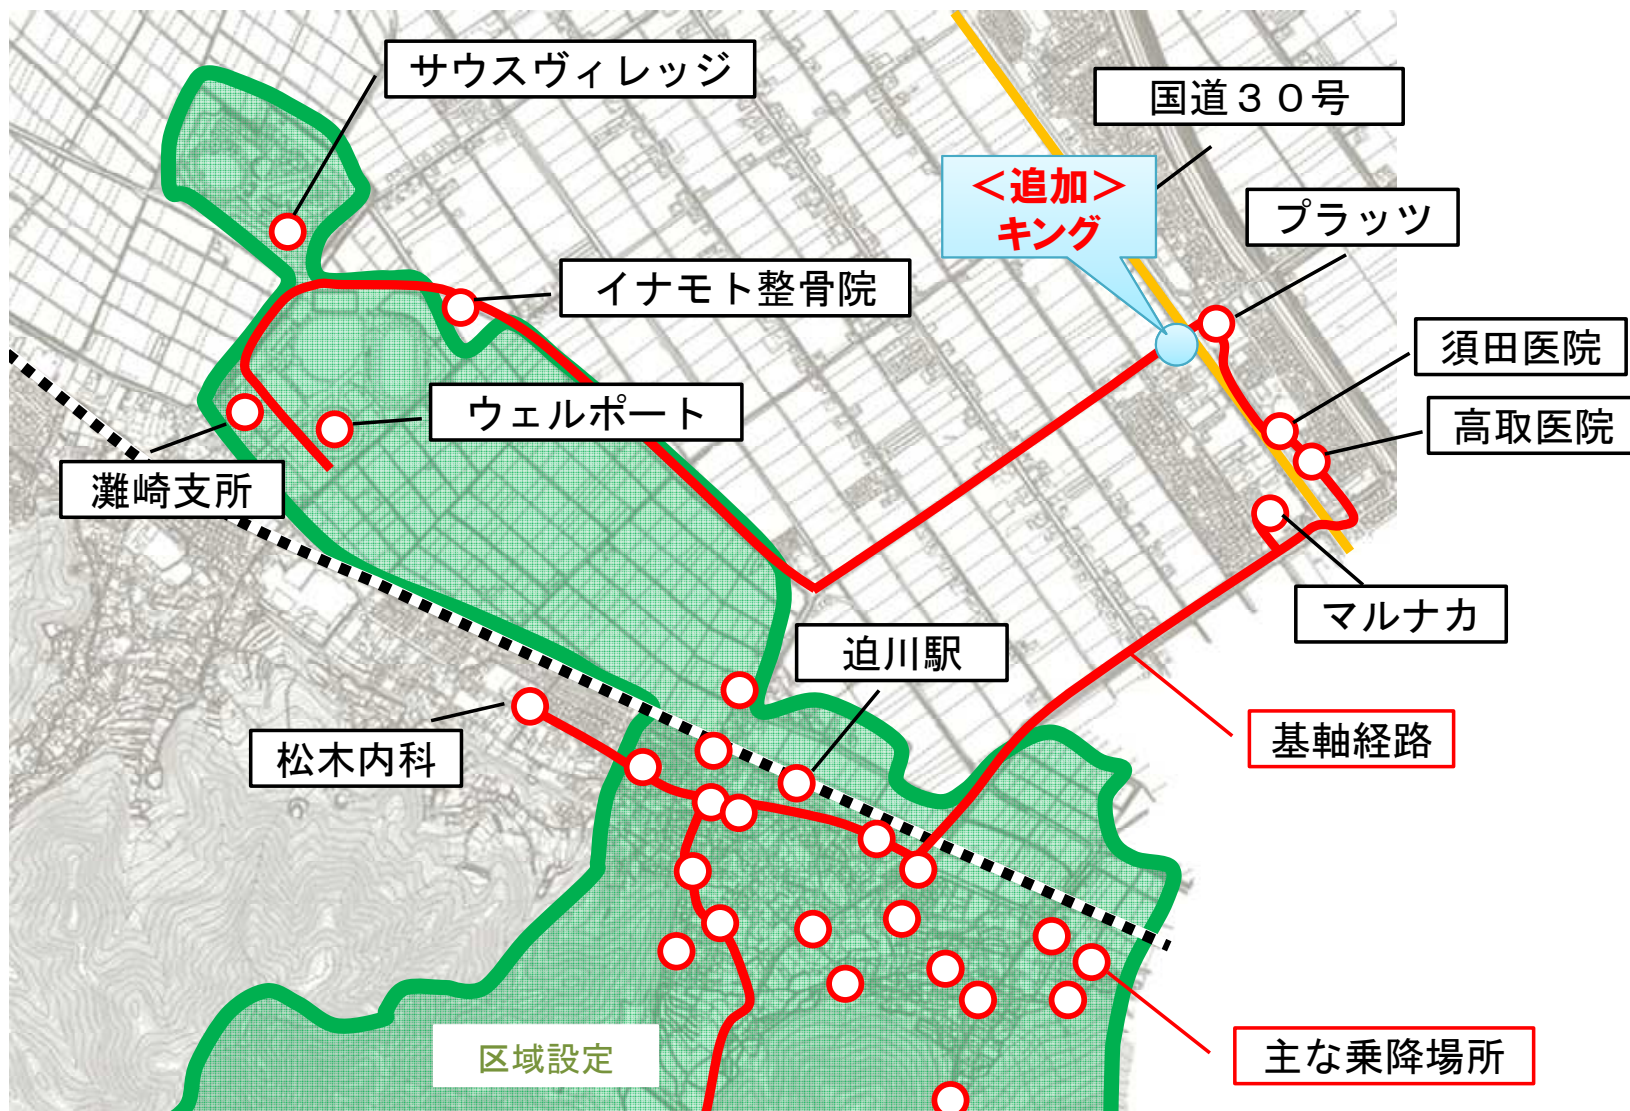 サウスヴィレッジ
国道３０号
＜追加＞
キング
プラッツ
イナモト整骨院
須田医院
ウェルポート
高取医院
灘崎支所
マルナカ
迫川駅
松木内科
基軸経路
区域設定
主な乗降場所